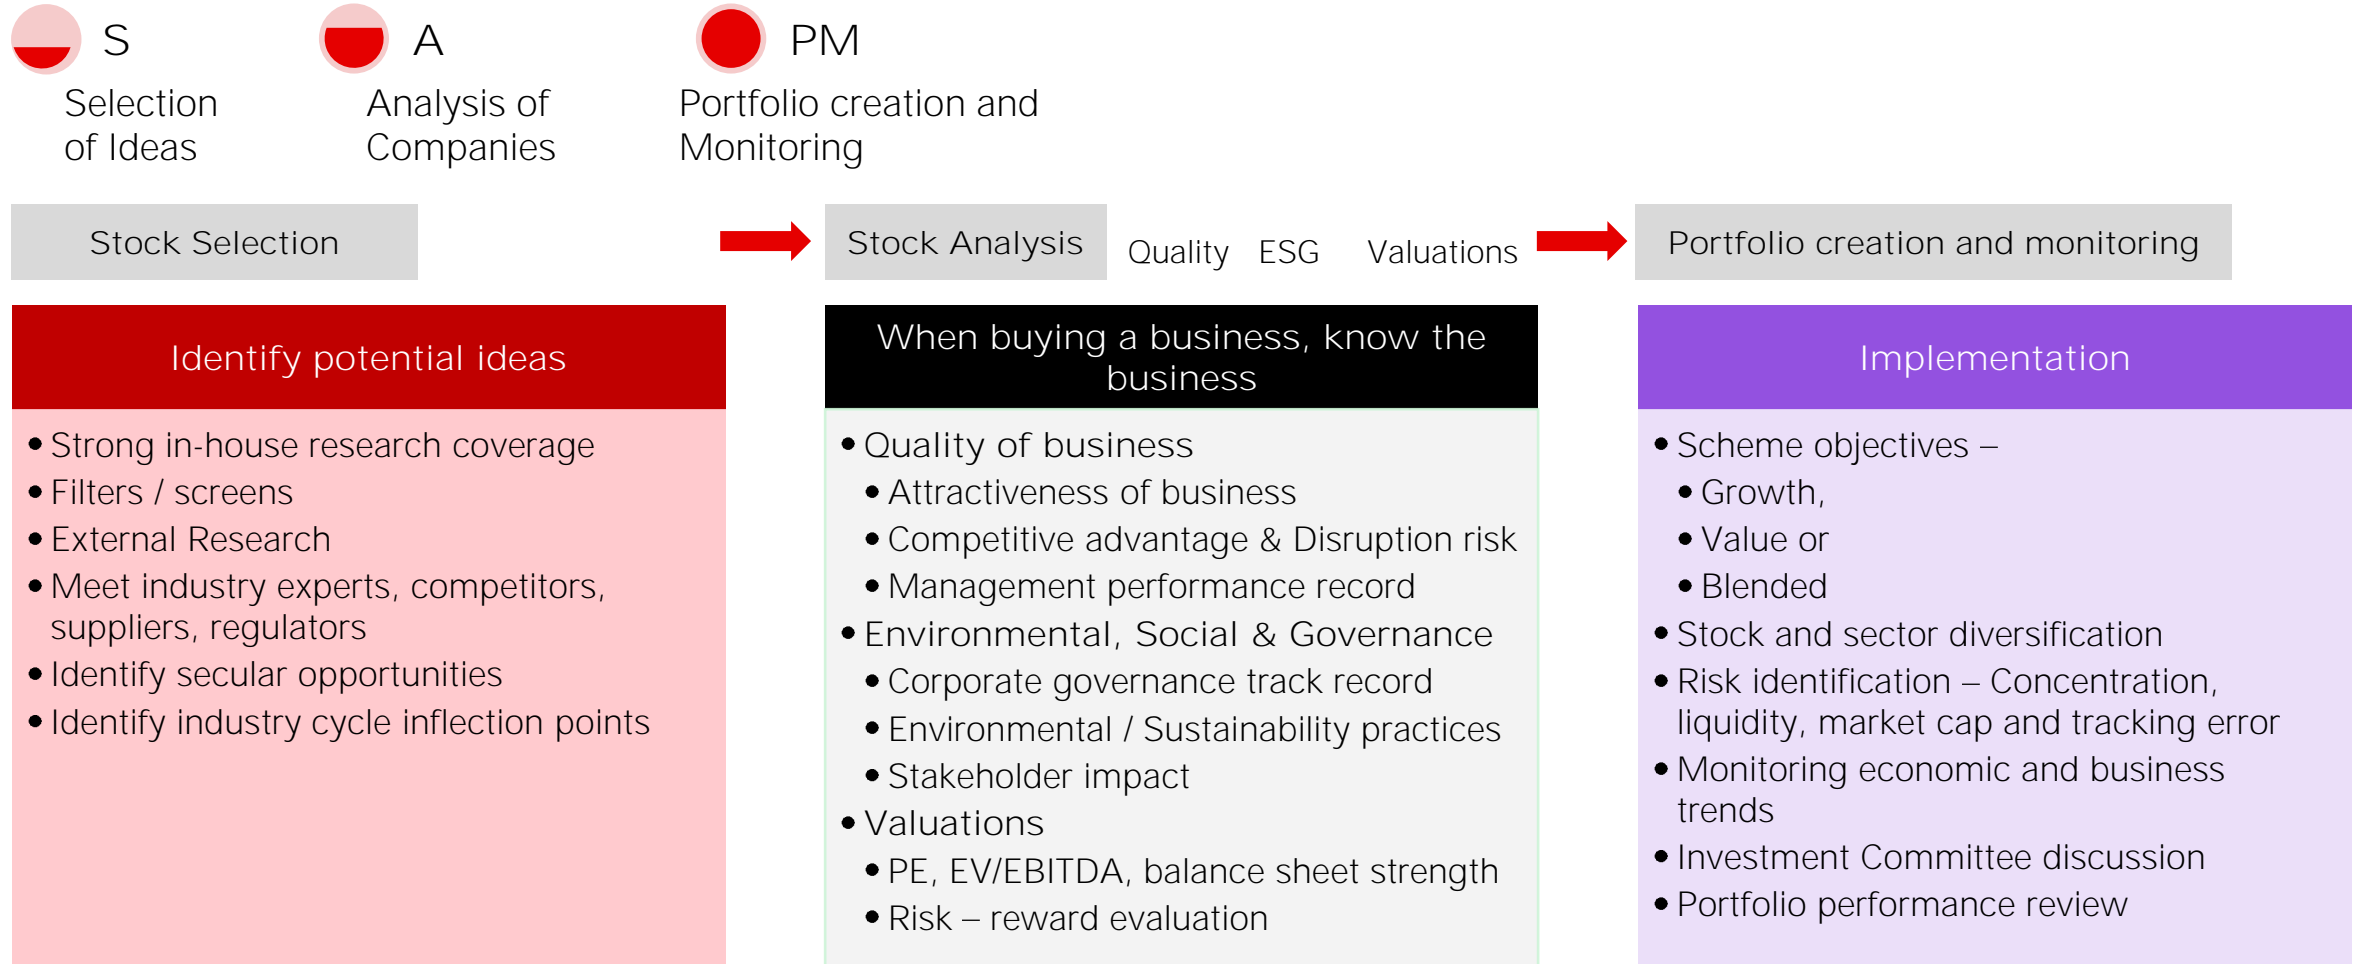 S
Selection
of Ideas
A
Analysis of
Companies
PM
Portfolio creation and
Monitoring
Stock Selection
Stock Analysis
Quality
ESG
Valuations
Portfolio creation and monitoring
Identify potential ideas
• Strong in-house research coverage
• Filters / screens
• External Research
• Meet industry experts, competitors,
suppliers, regulators
• Identify secular opportunities
• Identify industry cycle inflection points
When buying a business, know the
business
• Quality of business
• Attractiveness of business
• Competitive advantage & Disruption risk
• Management performance record
• Environmental, Social & Governance
• Corporate governance track record
• Environmental / Sustainability practices
• Stakeholder impact
• Valuations
• PE, EV/EBITDA, balance sheet strength
• Risk – reward evaluation
Implementation
• Scheme objectives –
• Growth,
• Value or
• Blended
• Stock and sector diversification
• Risk identification – Concentration,
liquidity, market cap and tracking error
• Monitoring economic and business
trends
• Investment Committee discussion
• Portfolio performance review